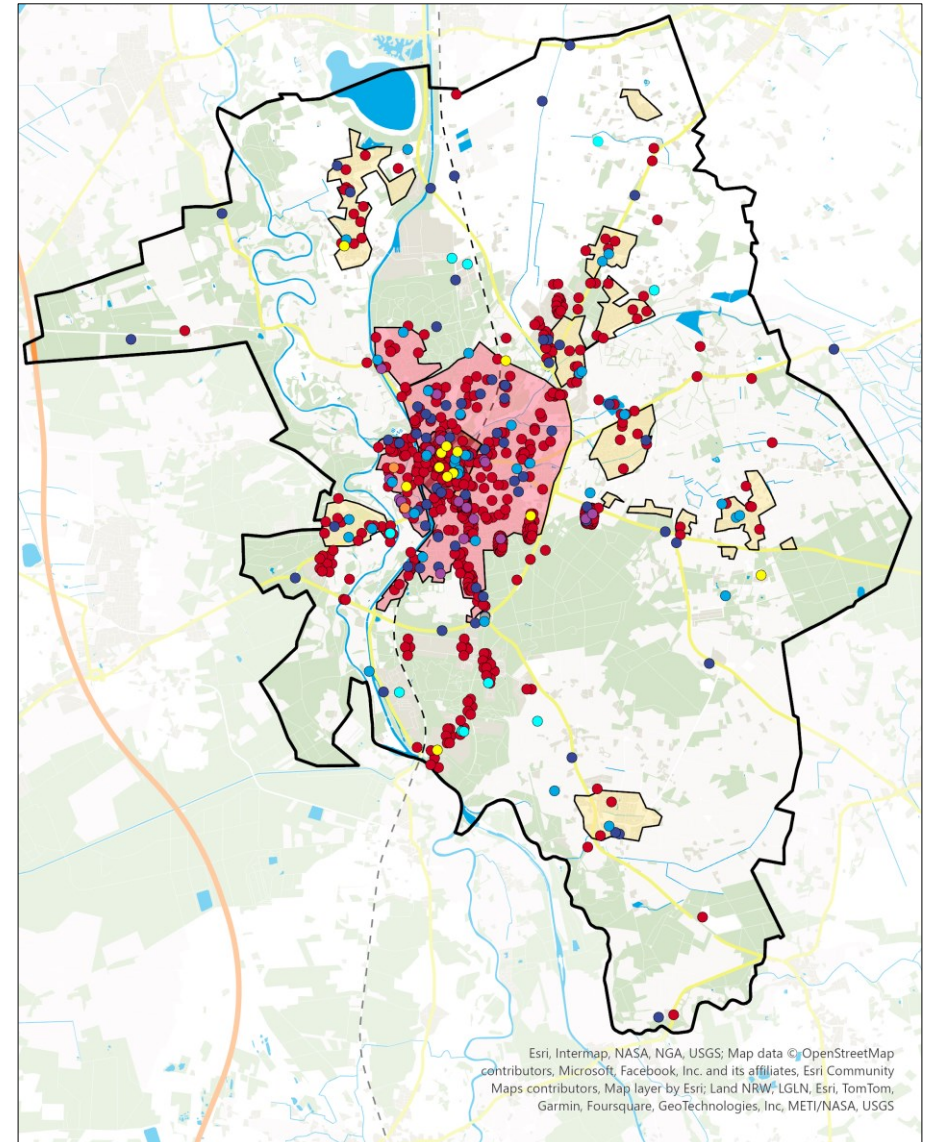 Esri, Intermap, NASA, NGA, USGS; Map data © OpenStreetMap
contributors, Microsoft, Facebook, Inc. and its affiliates, Esri Community
Maps contributors, Map layer by Esri; Land NRW, LGLN, Esri, TomTom,
Garmin, Foursquare, GeoTechnologies, Inc, METI/NASA, USGS